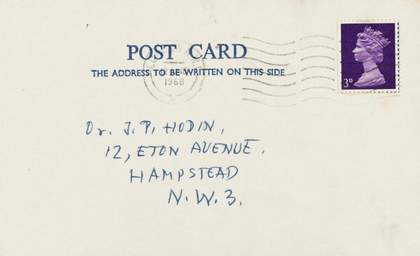 POST CARD
THE ADDRESS TO BE WRITTEN ON THIS SIDE
1968
3D
Dr. J.P. HODIN,
12, ETON AVENUE.
HAMPSTEAD
N.W.3.